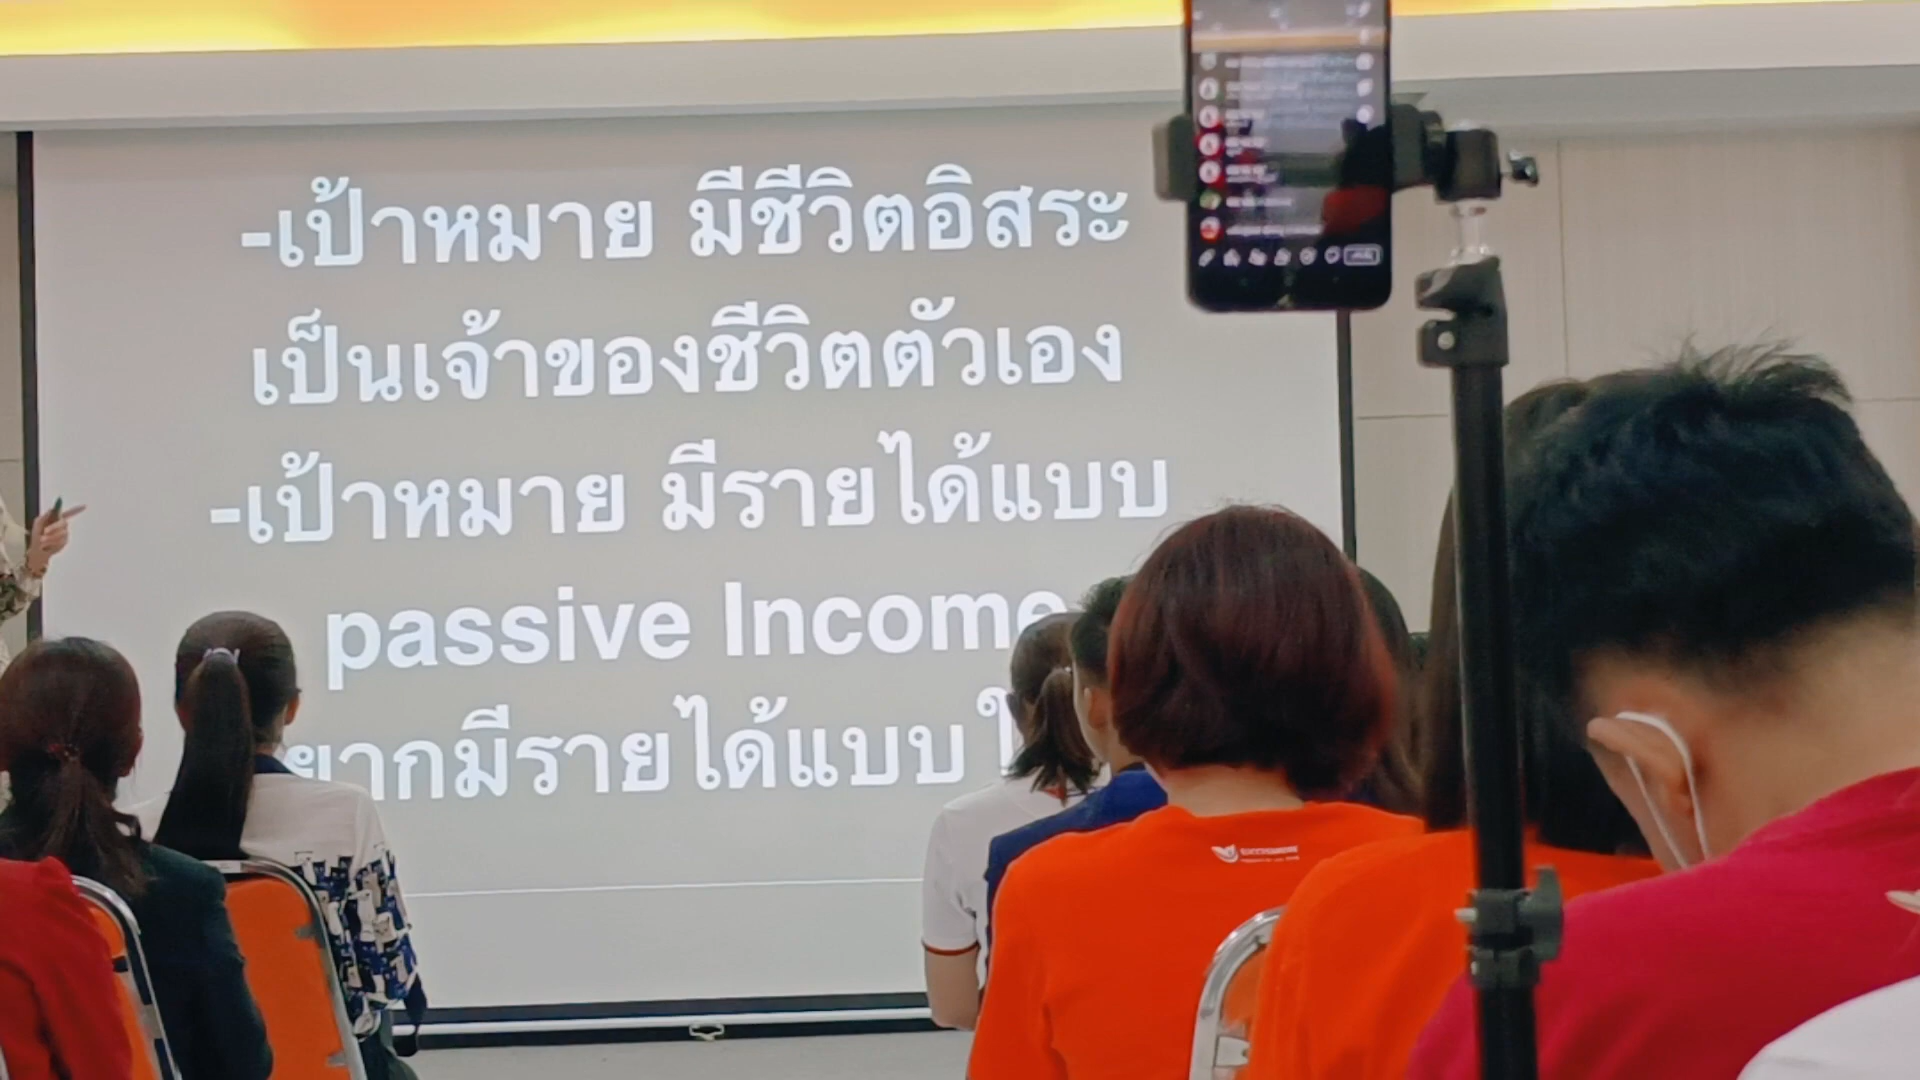 -เป้าหมาย มีชีวิตอิสระ
เป็นเจ้าของชีวิตตัวเอง
-เป้าหมาย มีรายได้แบบ
passive Income
ยากมีรายได้แบบ